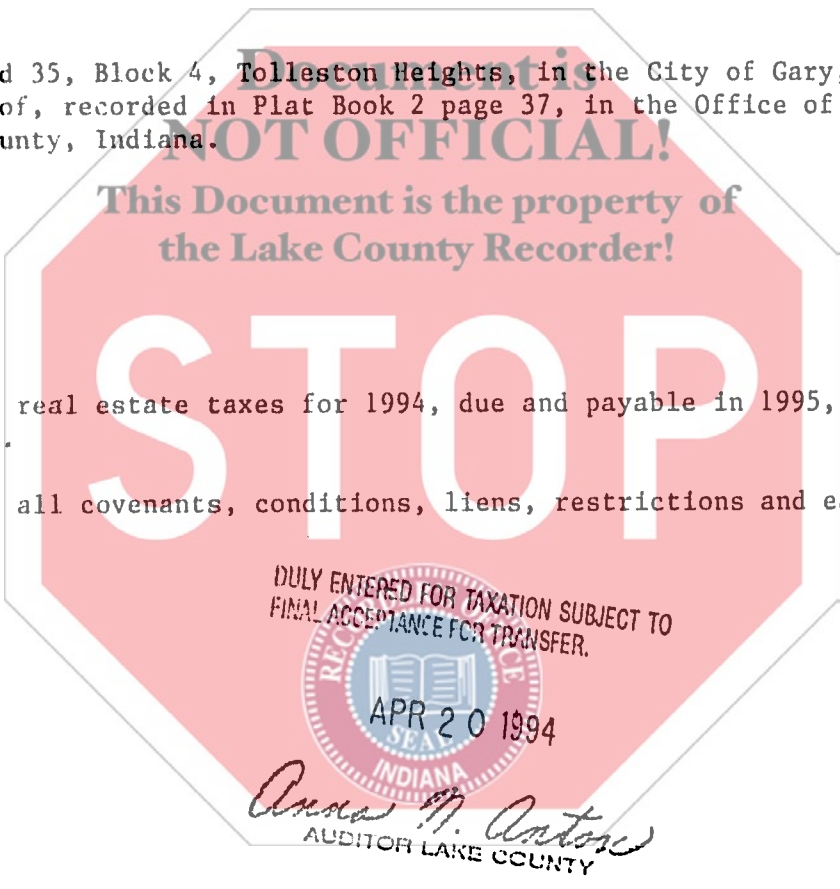 Document is
d 35, Block 4, Tolleston Heights, in the City of Gary,
of, recorded in Plat Book 2 page 37, in the Office of
unty, Indiana.
NOT OFFICIAL!
This Document is the property of
the Lake County Recorder!
STOP
real estate taxes for 1994, due and payable in 1995,
all covenants, conditions, liens, restrictions and e
DULY ENTERED FOR TAXATION SUBJECT TO
FINAL ACCEPTANCE FOR TRANSFER.
APR 20 1994
SEAL
INDIANA
Anna N. Anton
AUDITOR LAKE COUNTY